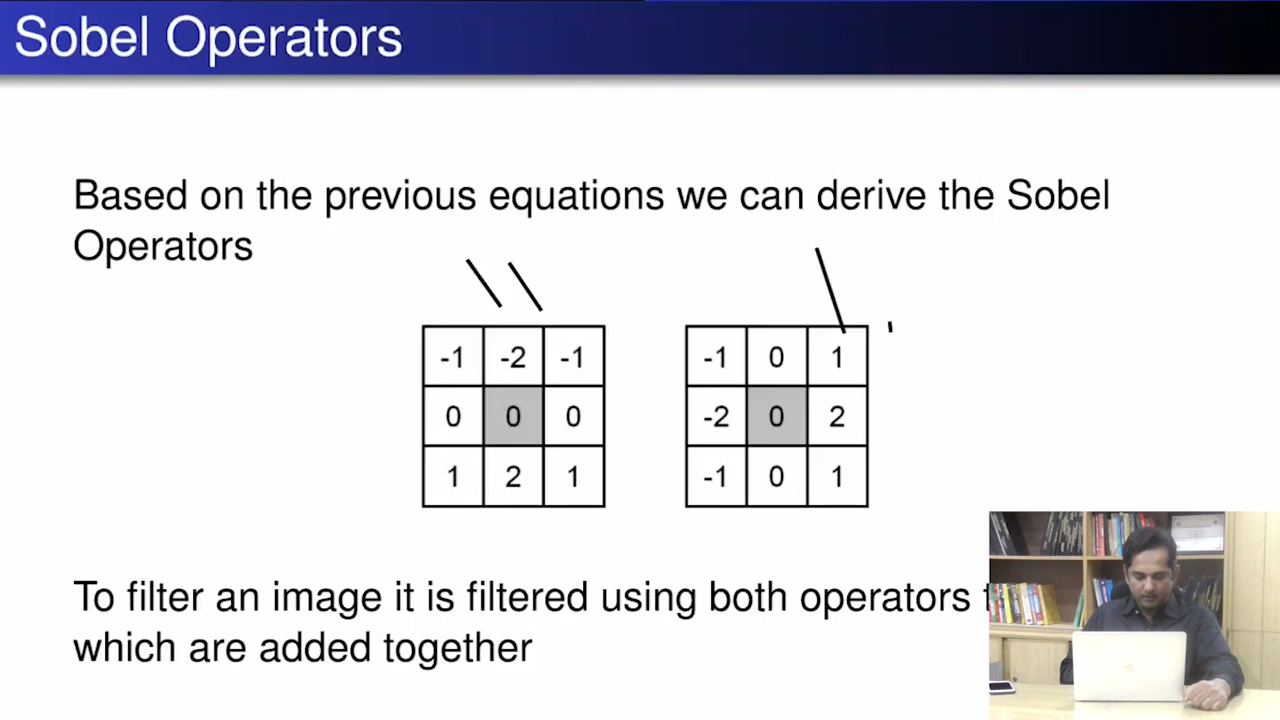 Sobel Operators
Based on the previous equations we can derive the Sobel
Operators
-1 -2 -1 -1 0 1
0 0 0 -2 0 2
1 2 1 -1 0 1
To filter an image it is filtered using both operators
which are added together